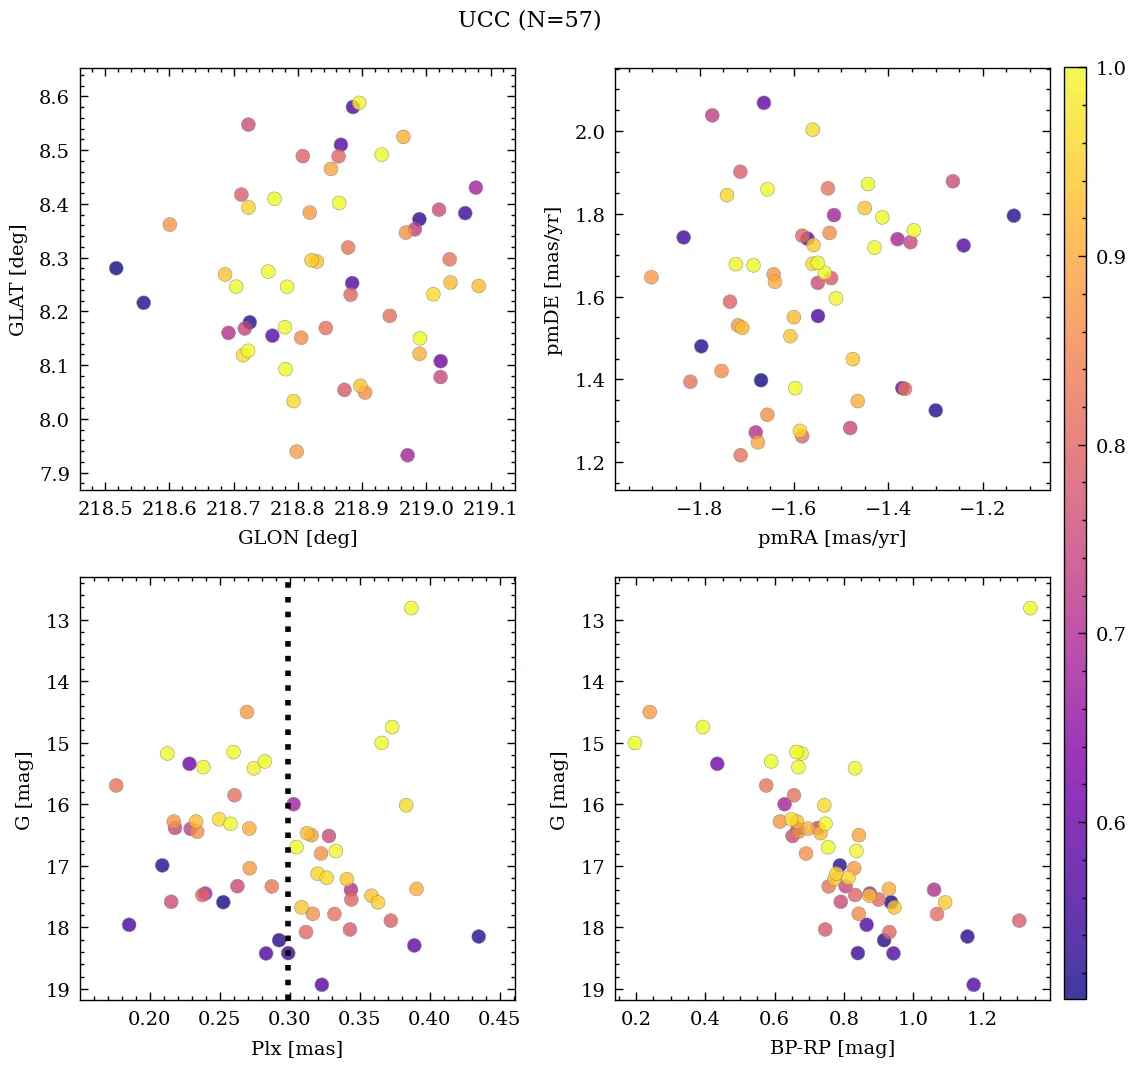 UCC (N=57)
8.6
8.5
8.4
8.3
8.2
8.1
8.0
7.9
GLAT [deg]
218.5 218.6 218.7 218.8 218.9 219.0 219.1
GLON [deg]
2.0
1.8
1.6
1.4
1.2
pmDE [mas/yr]
−1.8 −1.6 −1.4 −1.2
pmRA [mas/yr]
13
14
15
16
17
18
19
G [mag]
0.20 0.25 0.30 0.35 0.40 0.45
Plx [mas]
13
14
15
16
17
18
19
G [mag]
0.2 0.4 0.6 0.8 1.0 1.2
BP-RP [mag]
1.0
0.9
0.8
0.7
0.6